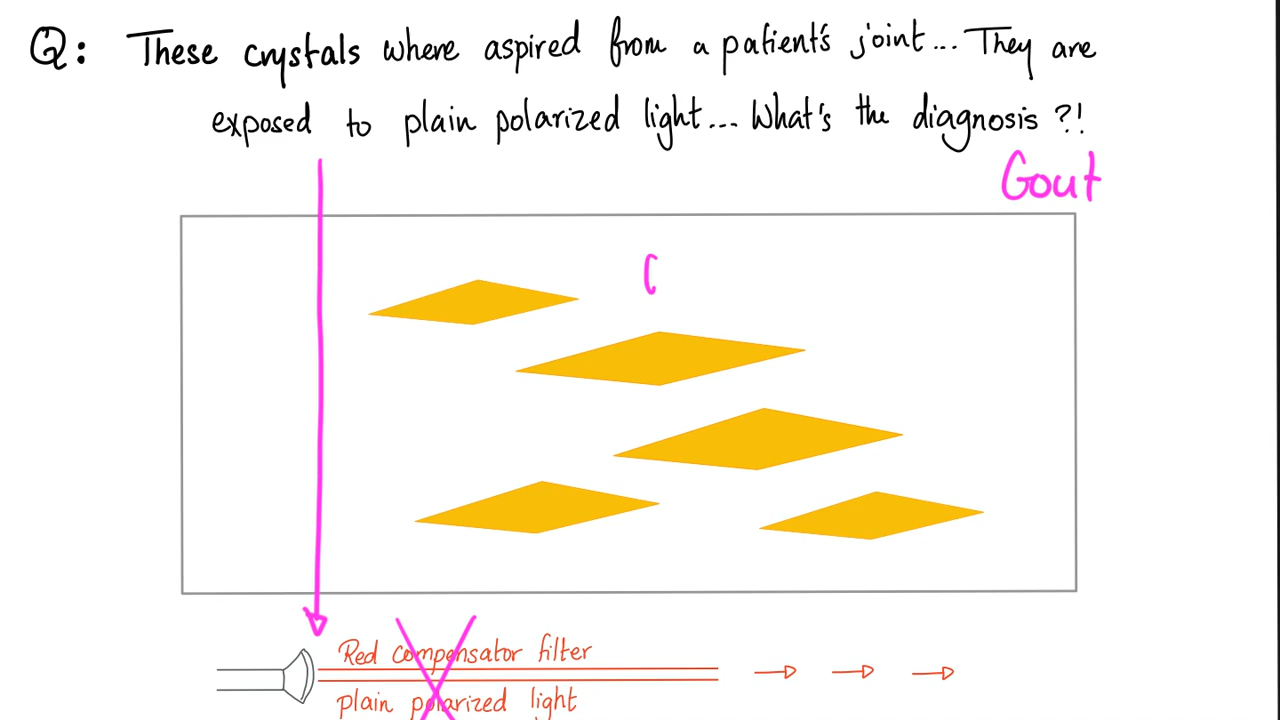 Q: These crystals where aspired from a patient's joint... They are
exposed to plain polarized light... What's the diagnosis ?!
Gout
Red compensator filter
plain polarized light